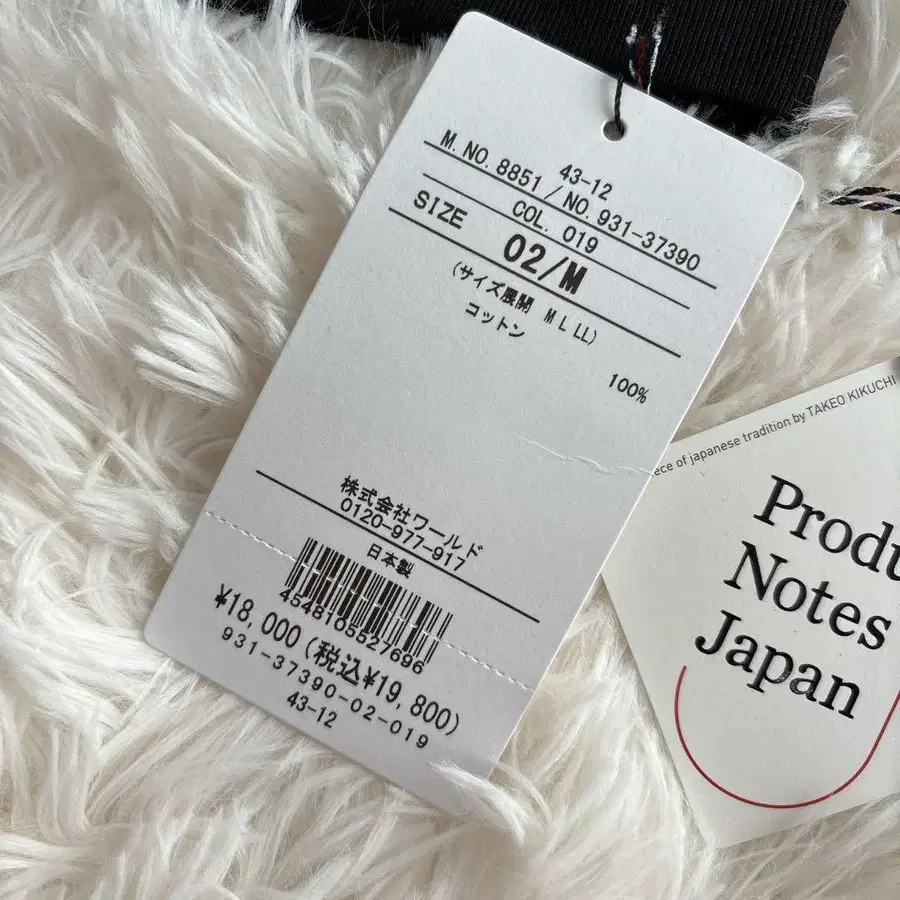 43-12
M. NO. 8851 / NO. 931-37390
COL. 019
SIZE 02/M
(サイズ展開 M L LL)
コットン
100%
株式会社ワールド
0120-977-917
日本製
4548105527696
¥18,000(税込¥19,800)
931-37390-02-019
43-12
of japanese tradition by TAKEO KIKUCHI
Notes
Japan